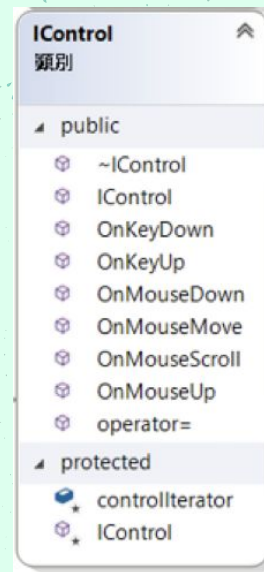 IControl
類別
public
~IControl
IControl
OnKeyDown
OnKeyUp
OnMouseDown
OnMouseMove
OnMouseScroll
OnMouseUp
operator=
protected
controlIterator
IControl